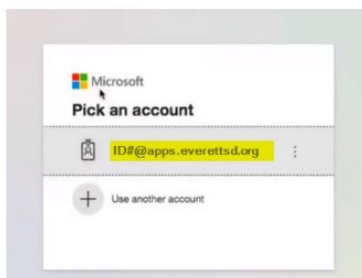 Microsoft
Pick an account
ID#@apps.everettsd.org
Use another account